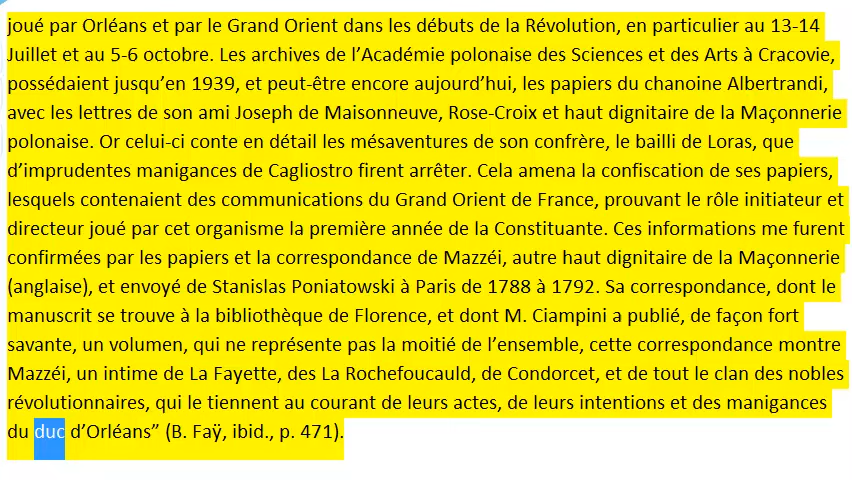 joué par Orléans et par le Grand Orient dans les débuts de la Révolution, en particulier au 13-14
Juillet et au 5-6 octobre. Les archives de l’Académie polonaise des Sciences et des Arts à Cracovie,
possédaient jusqu’en 1939, et peut-être encore aujourd’hui, les papiers du chanoine Albertrandi,
avec les lettres de son ami Joseph de Maisonneuve, Rose-Croix et haut dignitaire de la Maçonnerie
polonaise. Or celui-ci conte en détail les mésaventures de son confrère, le bailli de Loras, que
d’imprudentes manigances de Cagliostro firent arrêter. Cela amena la confiscation de ses papiers,
lesquels contenaient des communications du Grand Orient de France, prouvant le rôle initiateur et
directeur joué par cet organisme la première année de la Constituante. Ces informations me furent
confirmées par les papiers et la correspondance de Mazzéi, autre haut dignitaire de la Maçonnerie
(anglaise), et envoyé de Stanislas Poniatowski à Paris de 1788 à 1792. Sa correspondance, dont le
manuscrit se trouve à la bibliothèque de Florence, et dont M. Ciampini a publié, de façon fort
savante, un volumen, qui ne représente pas la moitié de l’ensemble, cette correspondance montre
Mazzéi, un intime de La Fayette, des La Rochefoucauld, de Condorcet, et de tout le clan des nobles
révolutionnaires, qui le tiennent au courant de leurs actes, de leurs intentions et des manigances
du duc d’Orléans” (B. Faÿ, ibid., p. 471).